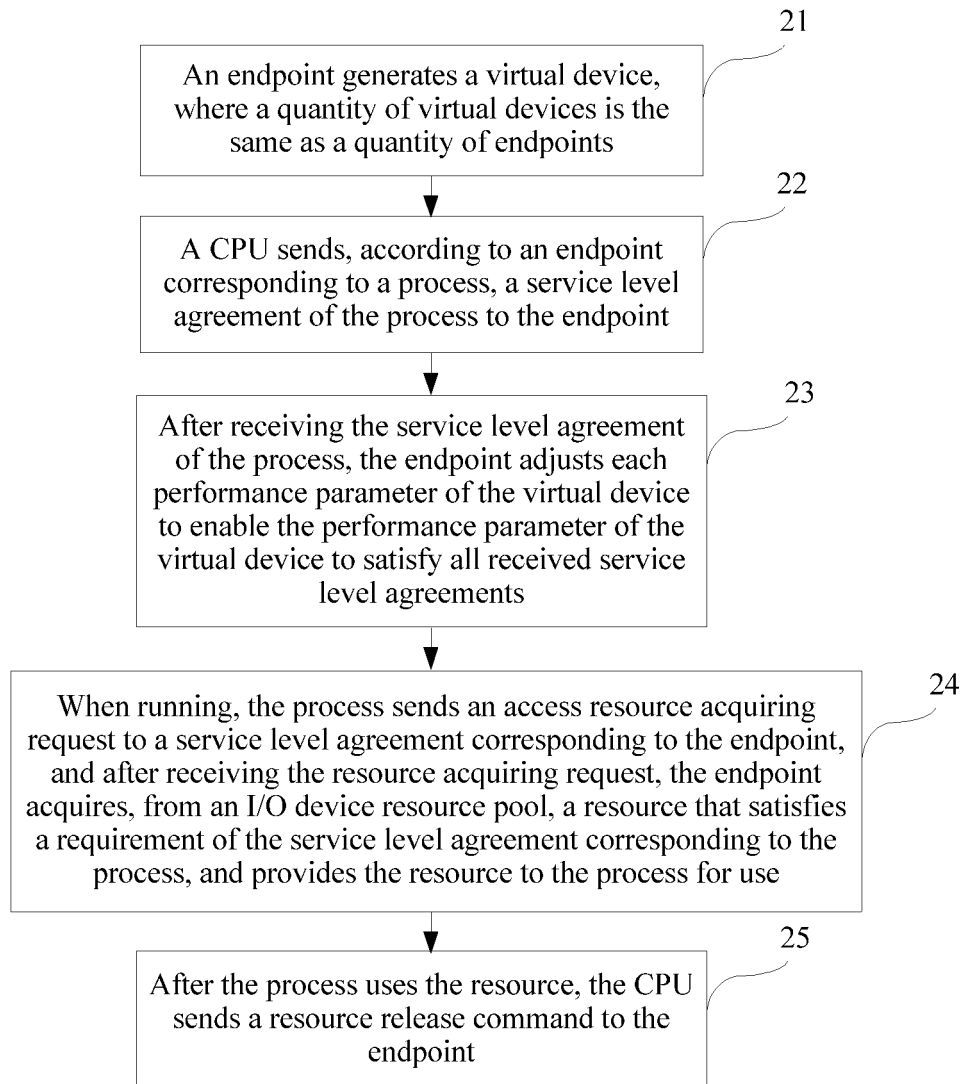 21
An endpoint generates a virtual device,
where a quantity of virtual devices is the
same as a quantity of endpoints
22
A CPU sends, according to an endpoint
corresponding to a process, a service level
agreement of the process to the endpoint
23
After receiving the service level agreement
of the process, the endpoint adjusts each
performance parameter of the virtual device
to enable the performance parameter of the
virtual device to satisfy all received service
level agreements
24
When running, the process sends an access resource acquiring
request to a service level agreement corresponding to the endpoint,
and after receiving the resource acquiring request, the endpoint
acquires, from an I/O device resource pool, a resource that satisfies
a requirement of the service level agreement corresponding to the
process, and provides the resource to the process for use
25
After the process uses the resource, the CPU
sends a resource release command to the
endpoint